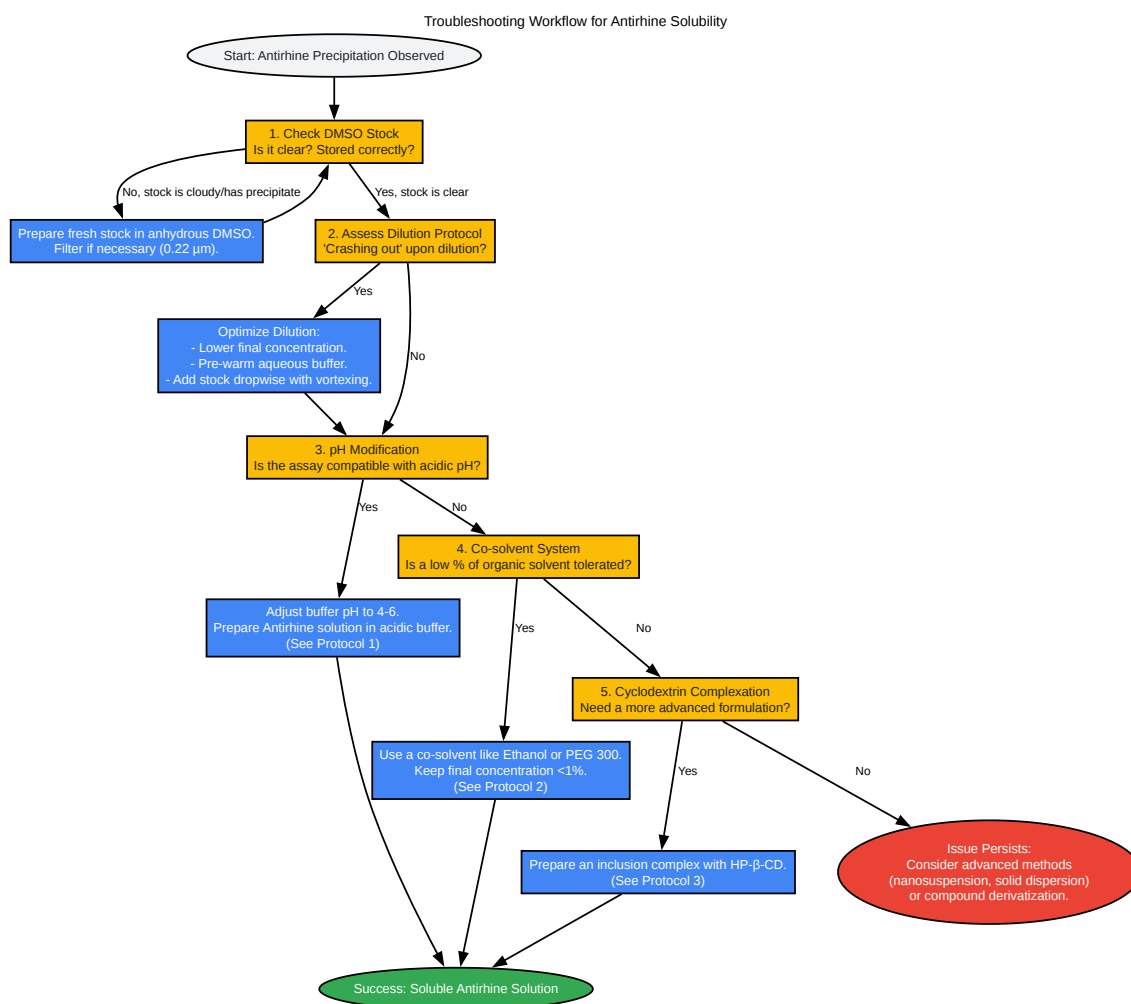 Troubleshooting Workflow for Antirhine Solubility
Start: Antirhine Precipitation Observed
1. Check DMSO Stock
Is it clear? Stored correctly?
No, stock is cloudy/has precipitate
Yes, stock is clear
Prepare fresh stock in anhydrous DMSO.
Filter if necessary (0.22 µm).
2. Assess Dilution Protocol
'Crashing out' upon dilution?
Yes
Optimize Dilution:
- Lower final concentration.
- Pre-warm aqueous buffer.
- Add stock dropwise with vortexing.
No
3. pH Modification
Is the assay compatible with acidic pH?
Yes
No
4. Co-solvent System
Is a low % of organic solvent tolerated?
Adjust buffer pH to 4-6.
Prepare Antirhine solution in acidic buffer.
(See Protocol 1)
Yes
No
5. Cyclodextrin Complexation
Need a more advanced formulation?
Use a co-solvent like Ethanol or PEG 300.
Keep final concentration <1%.
(See Protocol 2)
Yes
No
Prepare an inclusion complex with HP-β-CD.
(See Protocol 3)
Issue Persists:
Consider advanced methods
(nanosuspension, solid dispersion)
or compound derivatization.
Success: Soluble Antirhine Solution